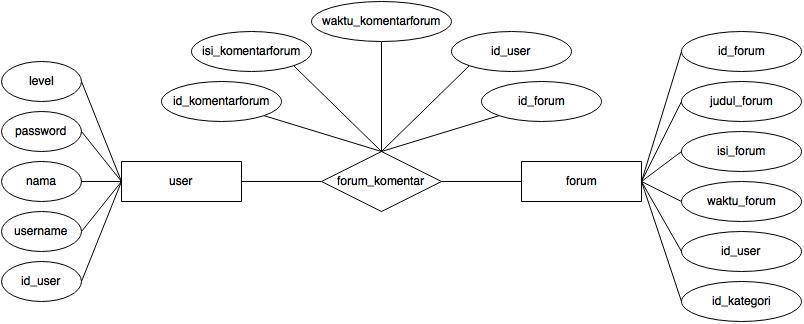 waktu_komentarforum
isi_komentarforum
id_user
id_forum
id_komentarforum
id_forum
level
judul_forum
password
isi_forum
nama
user
forum_komentar
forum
waktu_forum
username
id_user
id_user
id_kategori